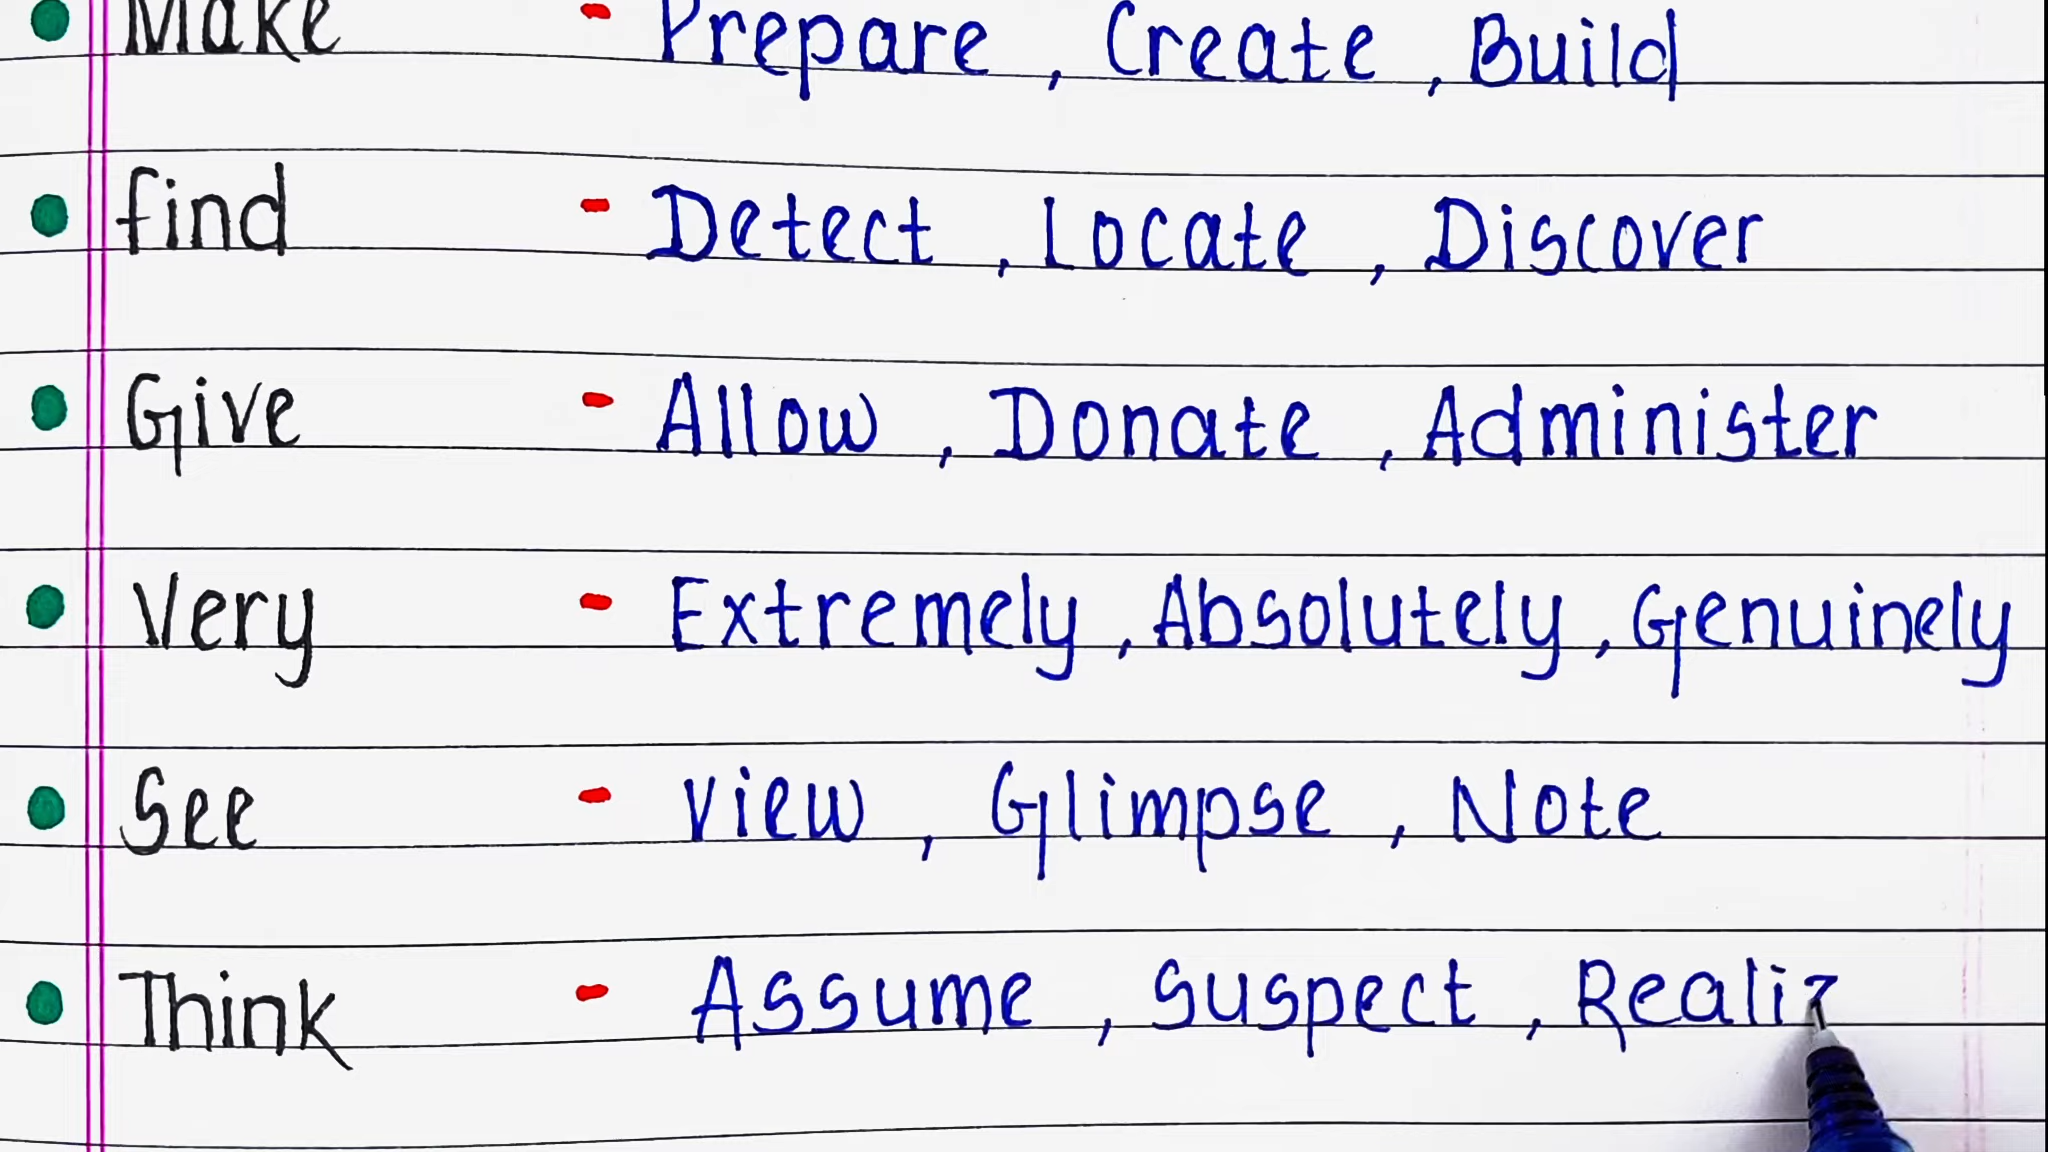 Make - Prepare , Create , Build
find - Detect , Locate , Discover
Give - Allow , Donate , Administer
Very - Extremely , Absolutely , Genuinely
See - View , Glimpse , Note
Think - Assume , Suspect , Realiz